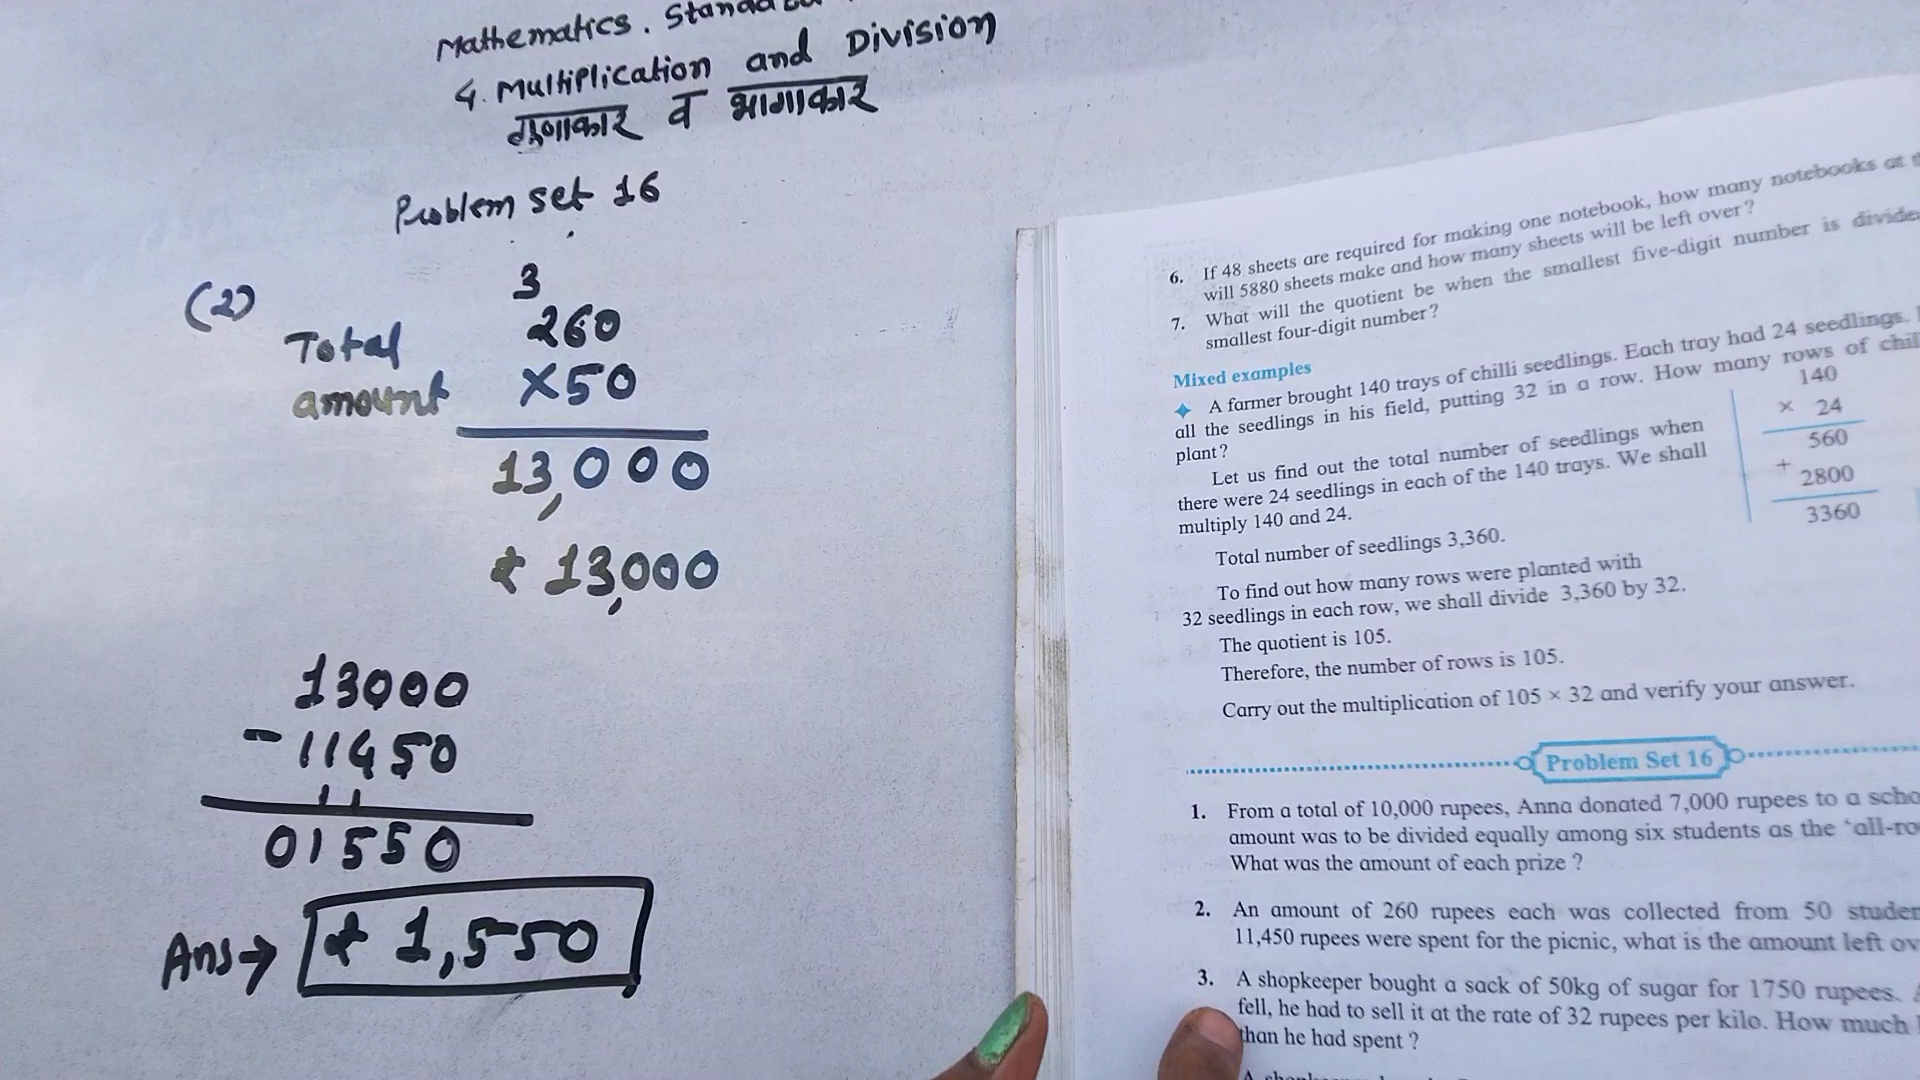 Mathematics.
4. Multiplication and Division
गुणाकार व भागाकार
Problem set 16
(2)
Total amount
3
260
×50
13,000
₹ 13,000
13000
- 11450
1 1
01550
Ans → ₹ 1,550
6. If 48 sheets are required for making one notebook, how many notebooks at
will 5880 sheets make and how many sheets will be left over?
7. What will the quotient be when the smallest five-digit number is
smallest four-digit number?
Mixed examples
A farmer brought 140 trays of chilli seedlings. Each tray had 24 seedlings.
all the seedlings in his field, putting 32 in a row. How many rows of
plant?
Let us find out the total number of seedlings when
there were 24 seedlings in each of the 140 trays. We shall
multiply 140 and 24.
140
× 24
560
+ 2800
3360
Total number of seedlings 3,360.
To find out how many rows were planted with
32 seedlings in each row, we shall divide 3,360 by 32.
The quotient is 105.
Therefore, the number of rows is 105.
Carry out the multiplication of 105 × 32 and verify your answer.
Problem Set 16
1. From a total of 10,000 rupees, Anna donated 7,000 rupees to a
amount was to be divided equally among six students as the
What was the amount of each prize ?
2. An amount of 260 rupees each was collected from 50
11,450 rupees were spent for the picnic, what is the amount left
3. A shopkeeper bought a sack of 50kg of sugar for 1750 rupees.
fell, he had to sell it at the rate of 32 rupees per kilo. How much
than he had spent ?